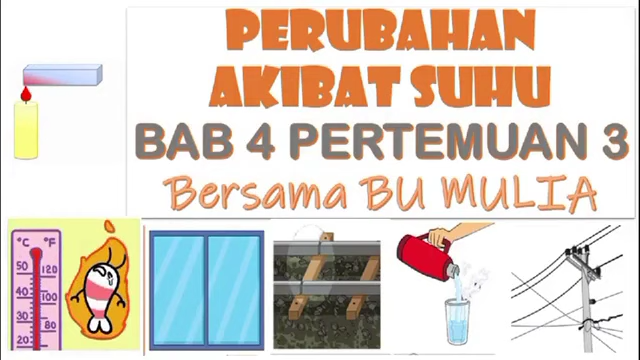 PERUBAHAN
AKIBAT SUHU
BAB 4 PERTEMUAN 3
Bersama BU MULIA
°C °F
50 120
40 100
30 80
20